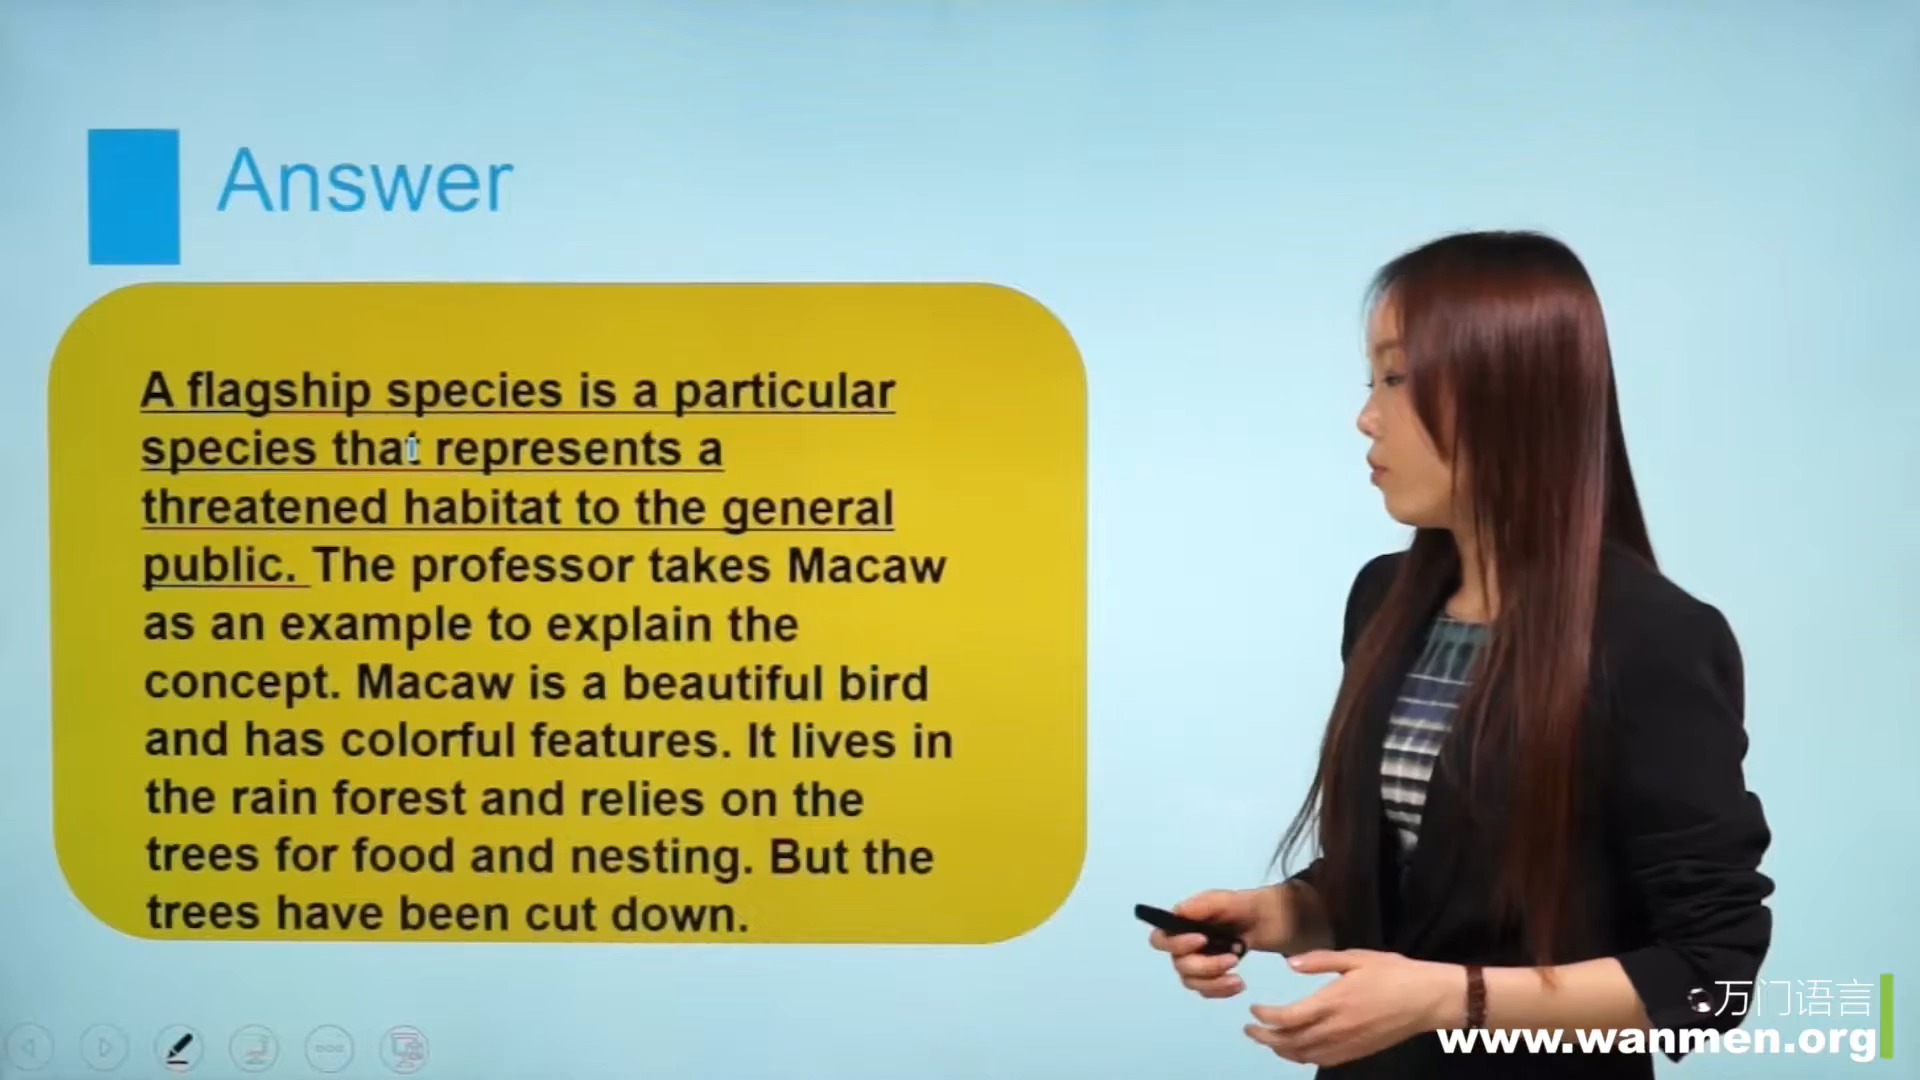 Answer
A flagship species is a particular
species that represents a
threatened habitat to the general
public. The professor takes Macaw
as an example to explain the
concept. Macaw is a beautiful bird
and has colorful features. It lives in
the rain forest and relies on the
trees for food and nesting. But the
trees have been cut down.
万门语言
www.wanmen.org